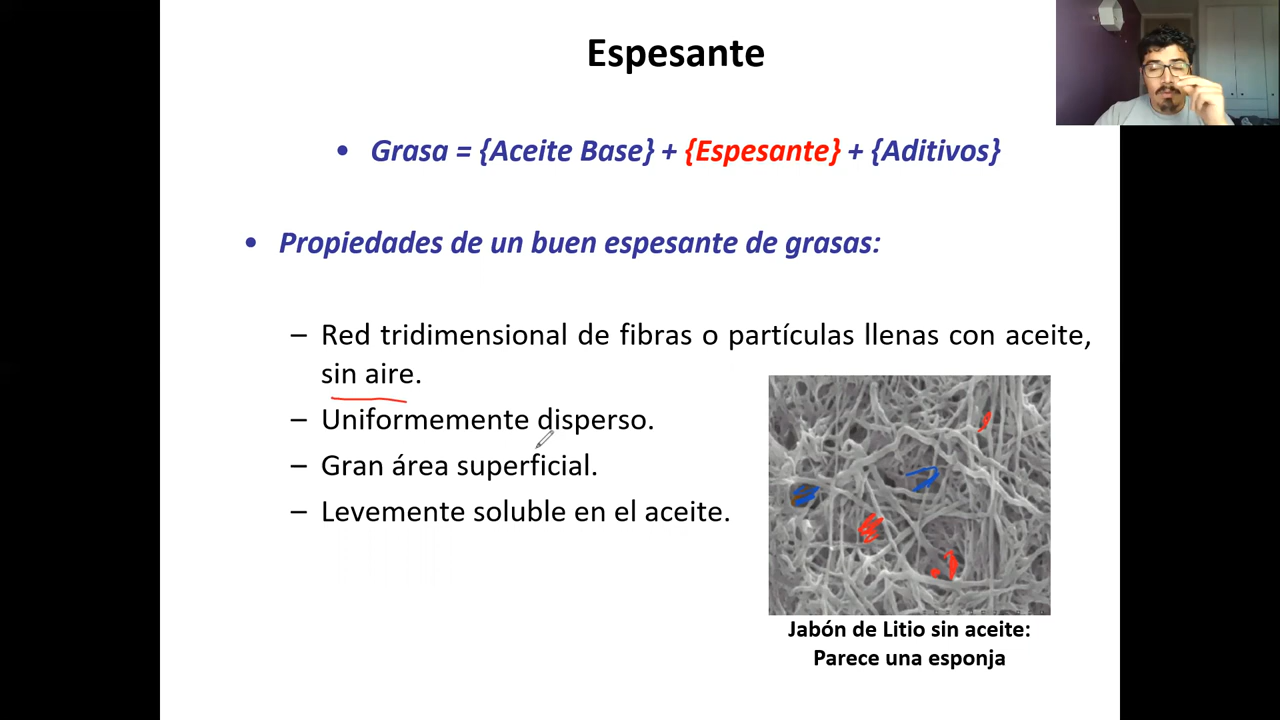 Espesante
• Grasa = {Aceite Base} + {Espesante} + {Aditivos}
• Propiedades de un buen espesante de grasas:
– Red tridimensional de fibras o partículas llenas con aceite,
sin aire.
– Uniformemente disperso.
– Gran área superficial.
– Levemente soluble en el aceite.
Jabón de Litio sin aceite:
Parece una esponja